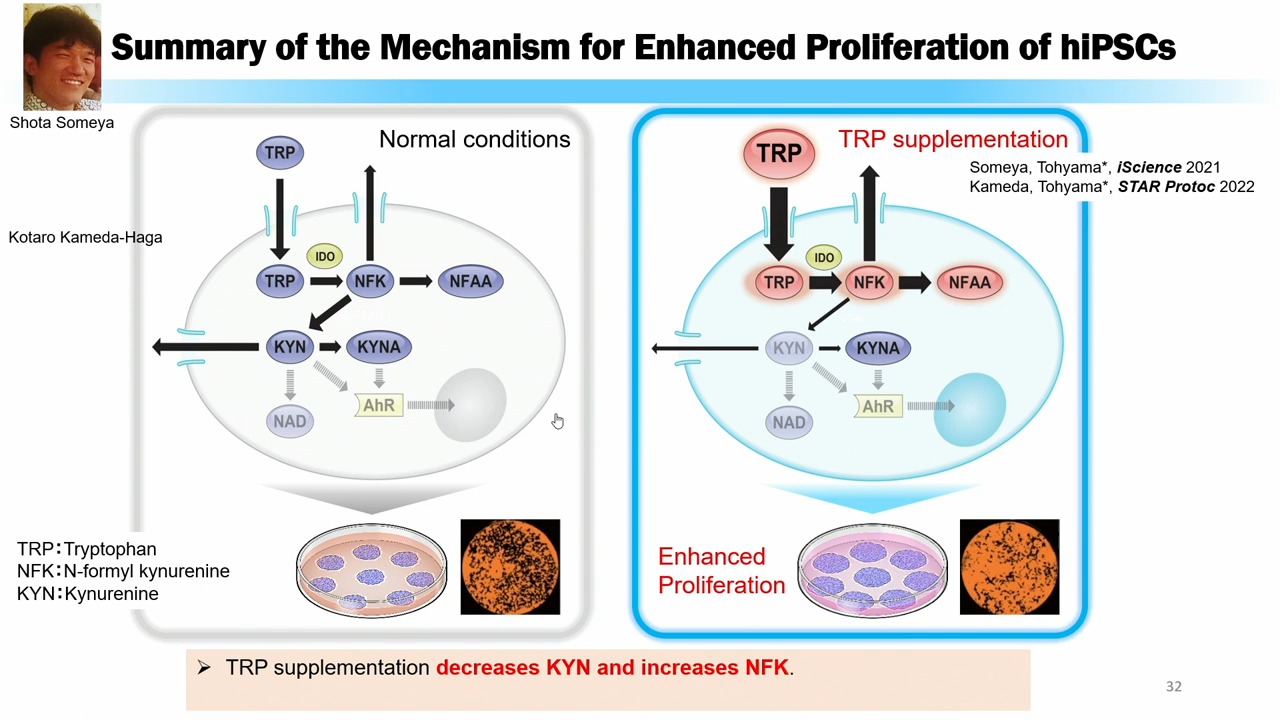 Summary of the Mechanism for Enhanced Proliferation of hiPSCs
Shota Someya
Kotaro Kameda-Haga
Normal conditions
TRP
IDO
TRP
NFK
NFAA
KYN
KYNA
AhR
NAD
TRP：Tryptophan
NFK：N-formyl kynurenine
KYN：Kynurenine
TRP supplementation
Someya, Tohyama*, iScience 2021
Kameda, Tohyama*, STAR Protoc 2022
TRP
IDO
TRP
NFK
NFAA
KYN
KYNA
AhR
NAD
Enhanced
Proliferation
➢ TRP supplementation decreases KYN and increases NFK.
32